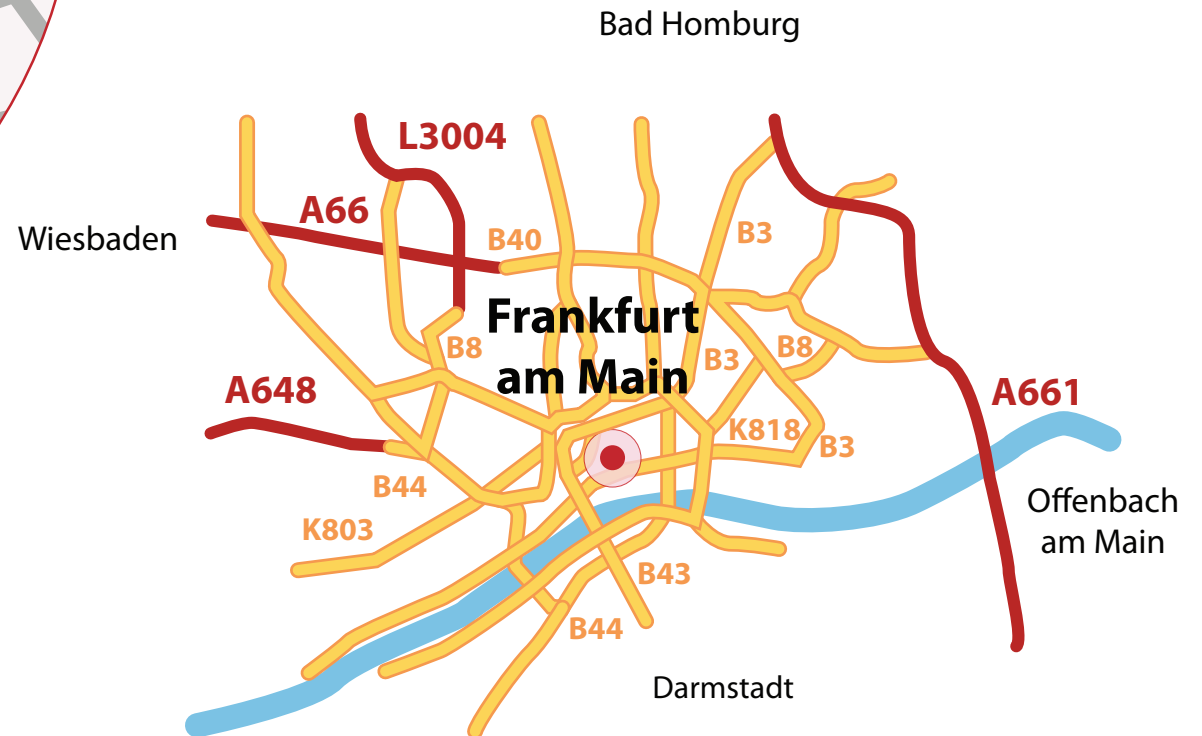 Bad Homburg
L3004
A66
Wiesbaden
B40
B3
Frankfurt
am Main
B8
B3
B8
A648
A661
K818
B3
B44
Offenbach
am Main
K803
B43
B44
Darmstadt